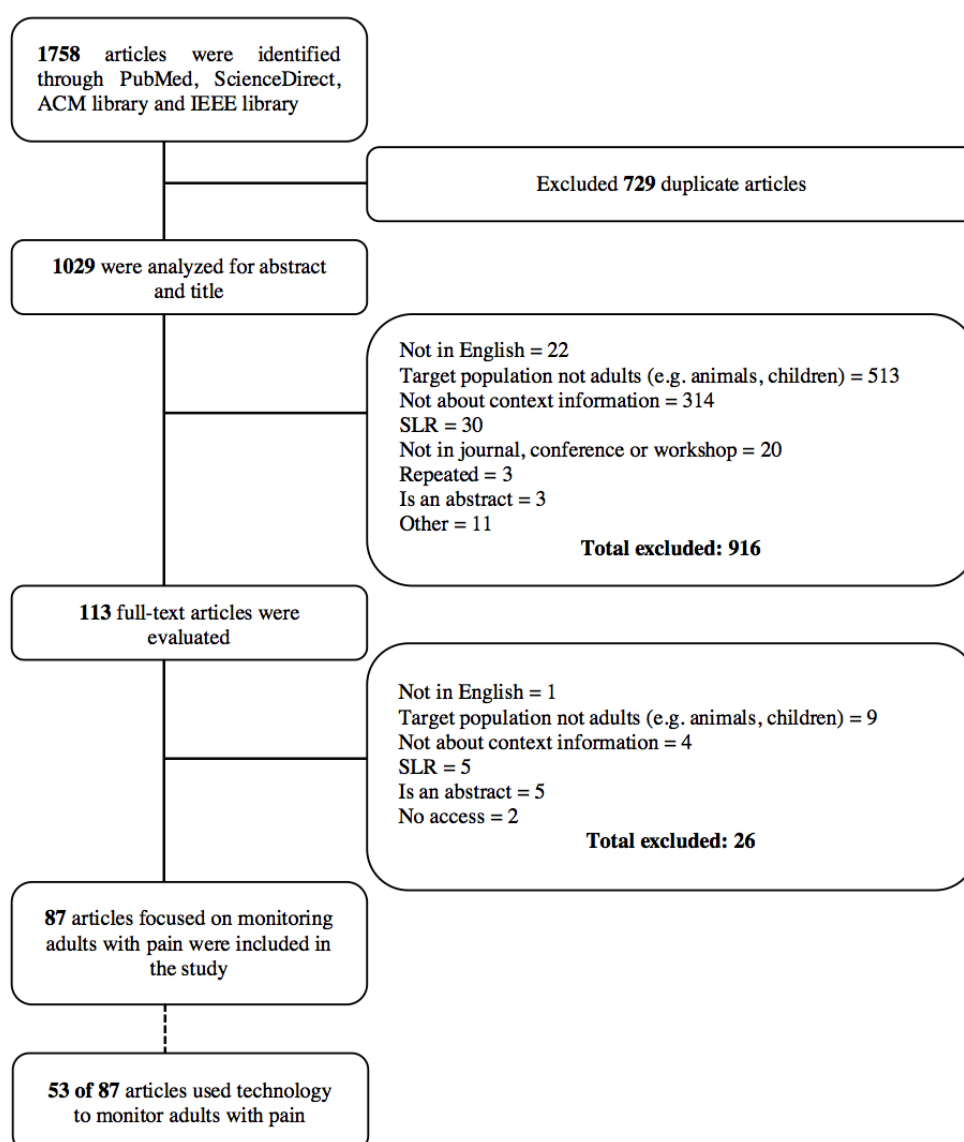 1758 articles were identified
through PubMed, ScienceDirect,
ACM library and IEEE library
Excluded 729 duplicate articles
1029 were analyzed for abstract
and title
Not in English = 22
Target population not adults (e.g. animals, children) = 513
Not about context information = 314
SLR = 30
Not in journal, conference or workshop = 20
Repeated = 3
Is an abstract = 3
Other = 11
Total excluded: 916
113 full-text articles were
evaluated
Not in English = 1
Target population not adults (e.g. animals, children) = 9
Not about context information = 4
SLR = 5
Is an abstract = 5
No access = 2
Total excluded: 26
87 articles focused on monitoring
adults with pain were included in
the study
53 of 87 articles used technology
to monitor adults with pain